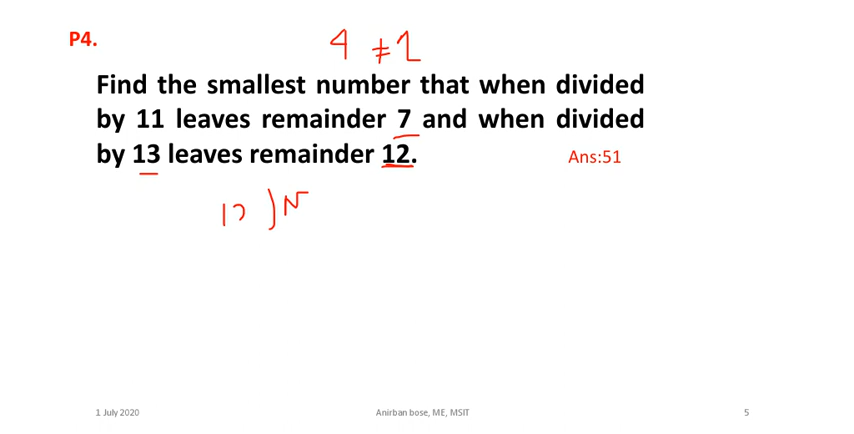 P4.
4 ≠ 1
Find the smallest number that when divided
by 11 leaves remainder 7 and when divided
by 13 leaves remainder 12.
Ans:51
13 ) N
1 July 2020
Anirban bose, ME, MSIT
5